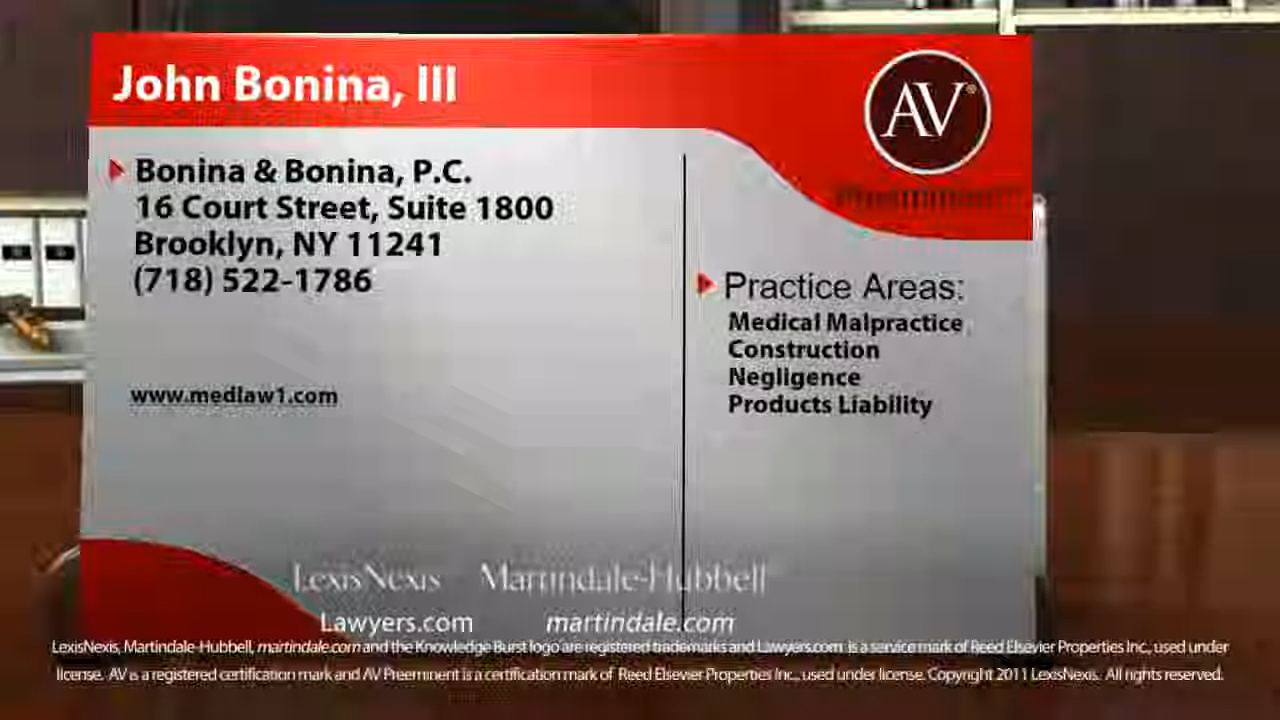 John Bonina, III
AV®
Bonina & Bonina, P.C.
16 Court Street, Suite 1800
Brooklyn, NY 11241
(718) 522-1786
www.medlaw1.com
Practice Areas:
Medical Malpractice
Construction
Negligence
Products Liability
LexisNexis Martindale-Hubbell
Lawyers.com martindale.com
LexisNexis, Martindale-Hubbell, martindale.com and the Knowledge Burst logo are registered trademarks and Lawyers.com is a service mark of Reed Elsevier Properties Inc., used under
license. AV is a registered certification mark and AV Preeminent is a certification mark of Reed Elsevier Properties Inc., used under license. Copyright 2011 LexisNexis. All rights reserved.